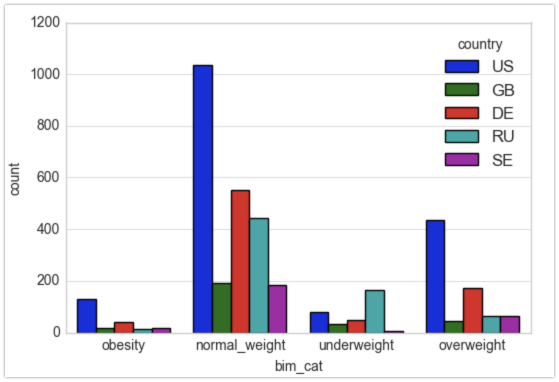 1200
1000
800
600
400
200
0
count
country
US
GB
DE
RU
SE
obesity normal_weight underweight overweight
bim_cat